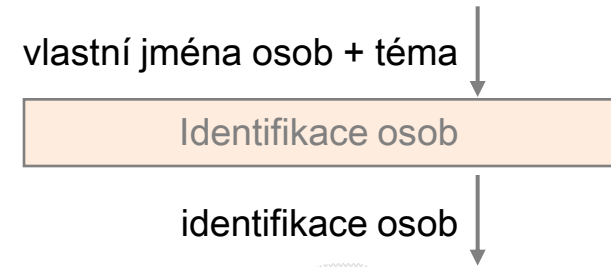 vlastní jména osob + téma
Identifikace osob
identifikace osob